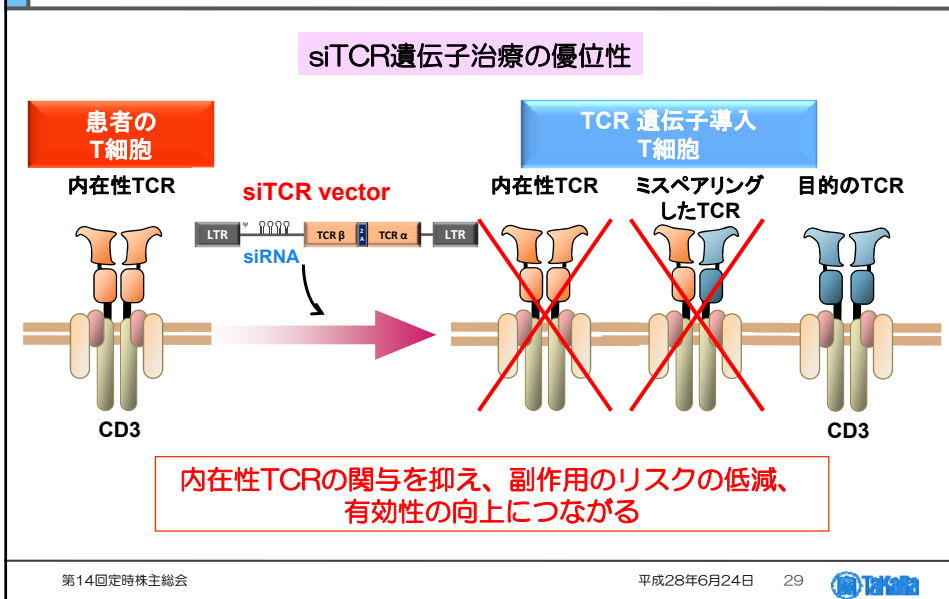 siTCR遺伝子治療の優位性
患者の
T細胞
TCR 遺伝子導入
T細胞
内在性TCR
siTCR vector
LTR
ψ
TCR β
2A
TCR α
LTR
siRNA
内在性TCR
ミスペアリング
したTCR
目的のTCR
CD3
CD3
内在性TCRの関与を抑え、副作用のリスクの低減、
有効性の向上につながる
第14回定時株主総会
平成28年6月24日
29
TaKaRa